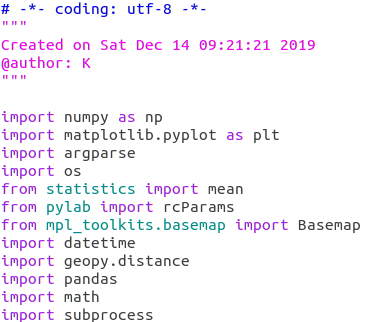 # -*- coding: utf-8 -*-
"""
Created on Sat Dec 14 09:21:21 2019
@author: K
"""
import numpy as np
import matplotlib.pyplot as plt
import argparse
import os
from statistics import mean
from pylab import rcParams
from mpl_toolkits.basemap import Basemap
import datetime
import geopy.distance
import pandas
import math
import subprocess